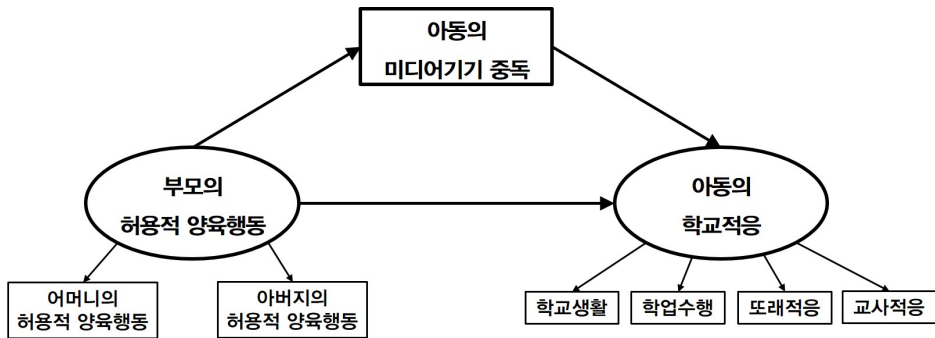 아동의
미디어기기 중독
부모의
허용적 양육행동
아동의
학교적응
어머니의
허용적 양육행동
아버지의
허용적 양육행동
학교생활
학업수행
또래적응
교사적응